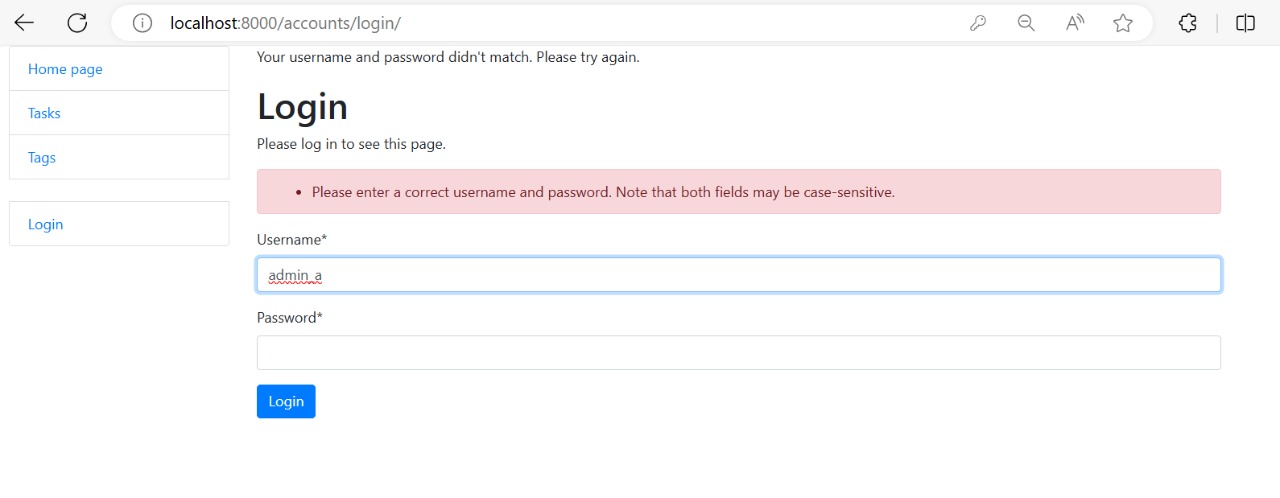 localhost:8000/accounts/login/
Home page
Tasks
Tags
Login
Your username and password didn't match. Please try again.
Login
Please log in to see this page.
• Please enter a correct username and password. Note that both fields may be case-sensitive.
Username*
admin_a
Password*
Login